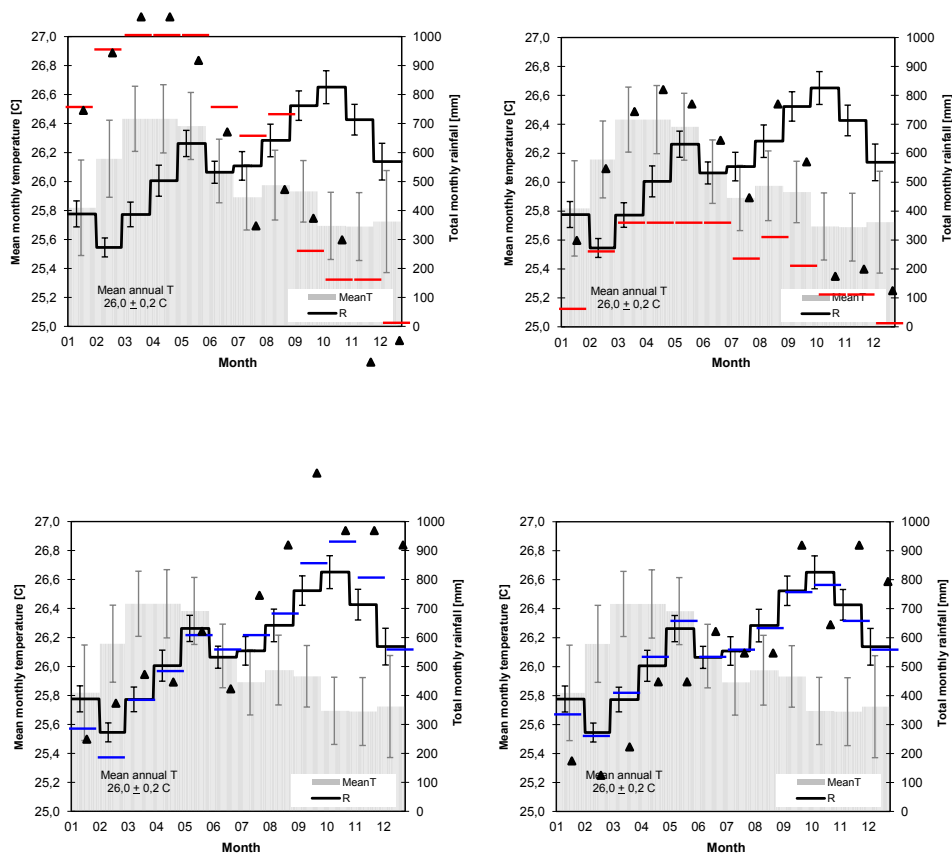 27,0
26,8
26,6
26,4
26,2
26,0
25,8
25,6
25,4
25,2
25,0
Mean monthly temperature [C]
1000
900
800
700
600
500
400
300
200
100
0
Total monthly rainfall [mm]
Mean annual T
26,0 ± 0,2 C
MeanT
R
01 02 03 04 05 06 07 08 09 10 11 12
Month
27,0
26,8
26,6
26,4
26,2
26,0
25,8
25,6
25,4
25,2
25,0
Mean monthly temperature [C]
1000
900
800
700
600
500
400
300
200
100
0
Total monthly rainfall [mm]
Mean annual T
26,0 ± 0,2 C
MeanT
R
01 02 03 04 05 06 07 08 09 10 11 12
Month
27,0
26,8
26,6
26,4
26,2
26,0
25,8
25,6
25,4
25,2
25,0
Mean monthly temperature [C]
1000
900
800
700
600
500
400
300
200
100
0
Total monthly rainfall [mm]
Mean annual T
26,0 ± 0,2 C
MeanT
R
01 02 03 04 05 06 07 08 09 10 11 12
Month
27,0
26,8
26,6
26,4
26,2
26,0
25,8
25,6
25,4
25,2
25,0
Mean monthly temperature [C]
1000
900
800
700
600
500
400
300
200
100
0
Total monthly rainfall [mm]
Mean annual T
26,0 ± 0,2 C
MeanT
R
01 02 03 04 05 06 07 08 09 10 11 12
Month